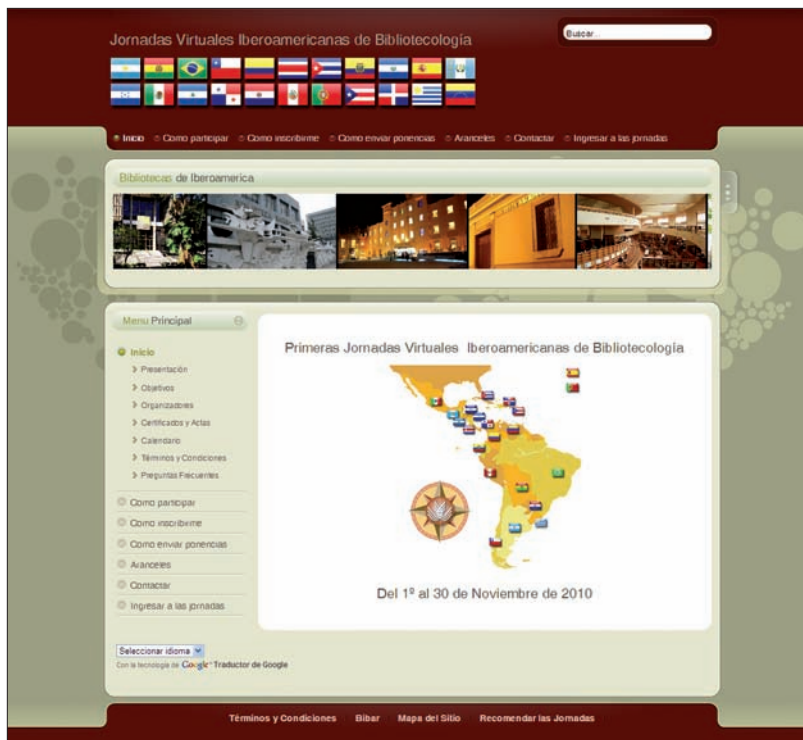 Jornadas Virtuales Iberoamericanas de Bibliotecología
Buscar...
Inicio Como participar Como inscribirme Como enviar ponencias Aranceles Contactar Ingresar a las jornadas
Bibliotecas de Iberoamerica
Menu Principal
Inicio
Presentación
Objetivos
Organizadores
Certificados y Actas
Calendario
Términos y Condiciones
Preguntas Frecuentes
Como participar
Como inscribirme
Como enviar ponencias
Aranceles
Contactar
Ingresar a las jornadas
Primeras Jornadas Virtuales Iberoamericanas de Bibliotecología
Del 1º al 30 de Noviembre de 2010
Seleccionar idioma
Con la tecnología de Google™ Traductor de Google
Términos y Condiciones Bibar Mapa del Sitio Recomendar las Jornadas